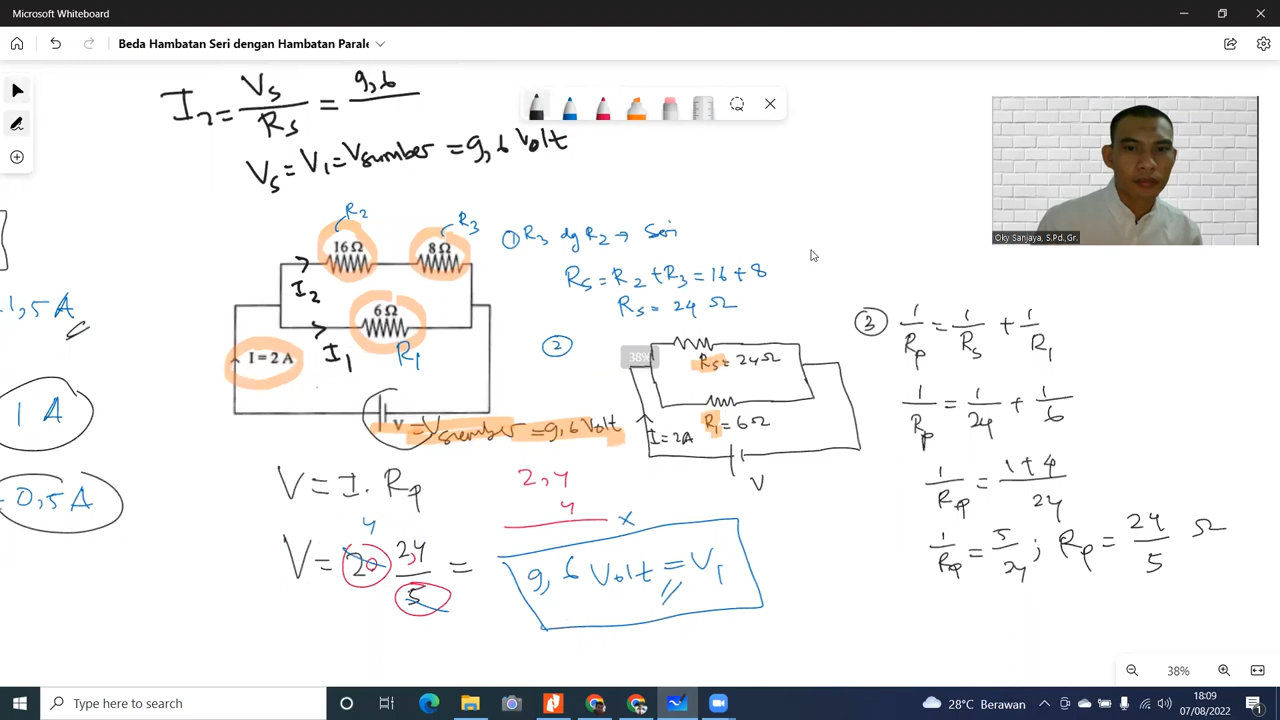 Microsoft Whiteboard
Beda Hambatan Seri dengan Hambatan Parale
I₂ = Vs/Rs = 9,6
Vs = V₁ = Vsumber = 9,6 Volt
Oky Sanjaya, S.Pd.,Gr.
R₂
R₃
16 Ω
8 Ω
I₂
6 Ω
I₁
R₁
I = 2 A
V
= Vsumber = 9,6 Volt
1,5 A
1 A
0,5 A
① R₃ dg R₂ → Seri
Rs = R₂ + R₃ = 16 + 8
Rs = 24 Ω
②
38%
Rs = 24 Ω
R₁ = 6 Ω
I = 2A
V
③ 1/Rp = 1/Rs + 1/R₁
1/Rp = 1/24 + 1/6
1/Rp = 1+4/24
1/Rp = 5/24 ; Rp = 24/5 Ω
V = I . Rp
4
V = 20 2,4/5 =
2,4
4
x
9,6 Volt = V₁
38%
Type here to search
28°C Berawan
18:09
07/08/2022
1